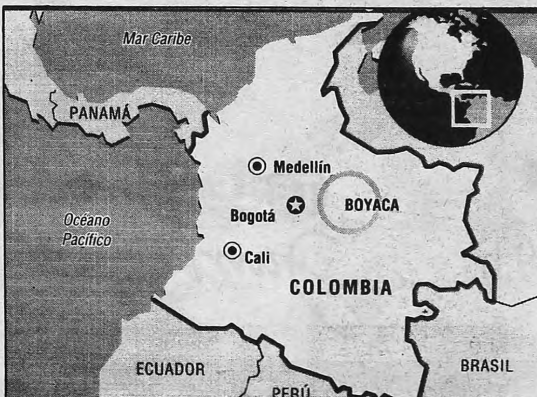 Mar Caribe
PANAMÁ
Medellín
Océano
Pacífico
Bogotá
BOYACA
Cali
COLOMBIA
ECUADOR
PERÚ
BRASIL